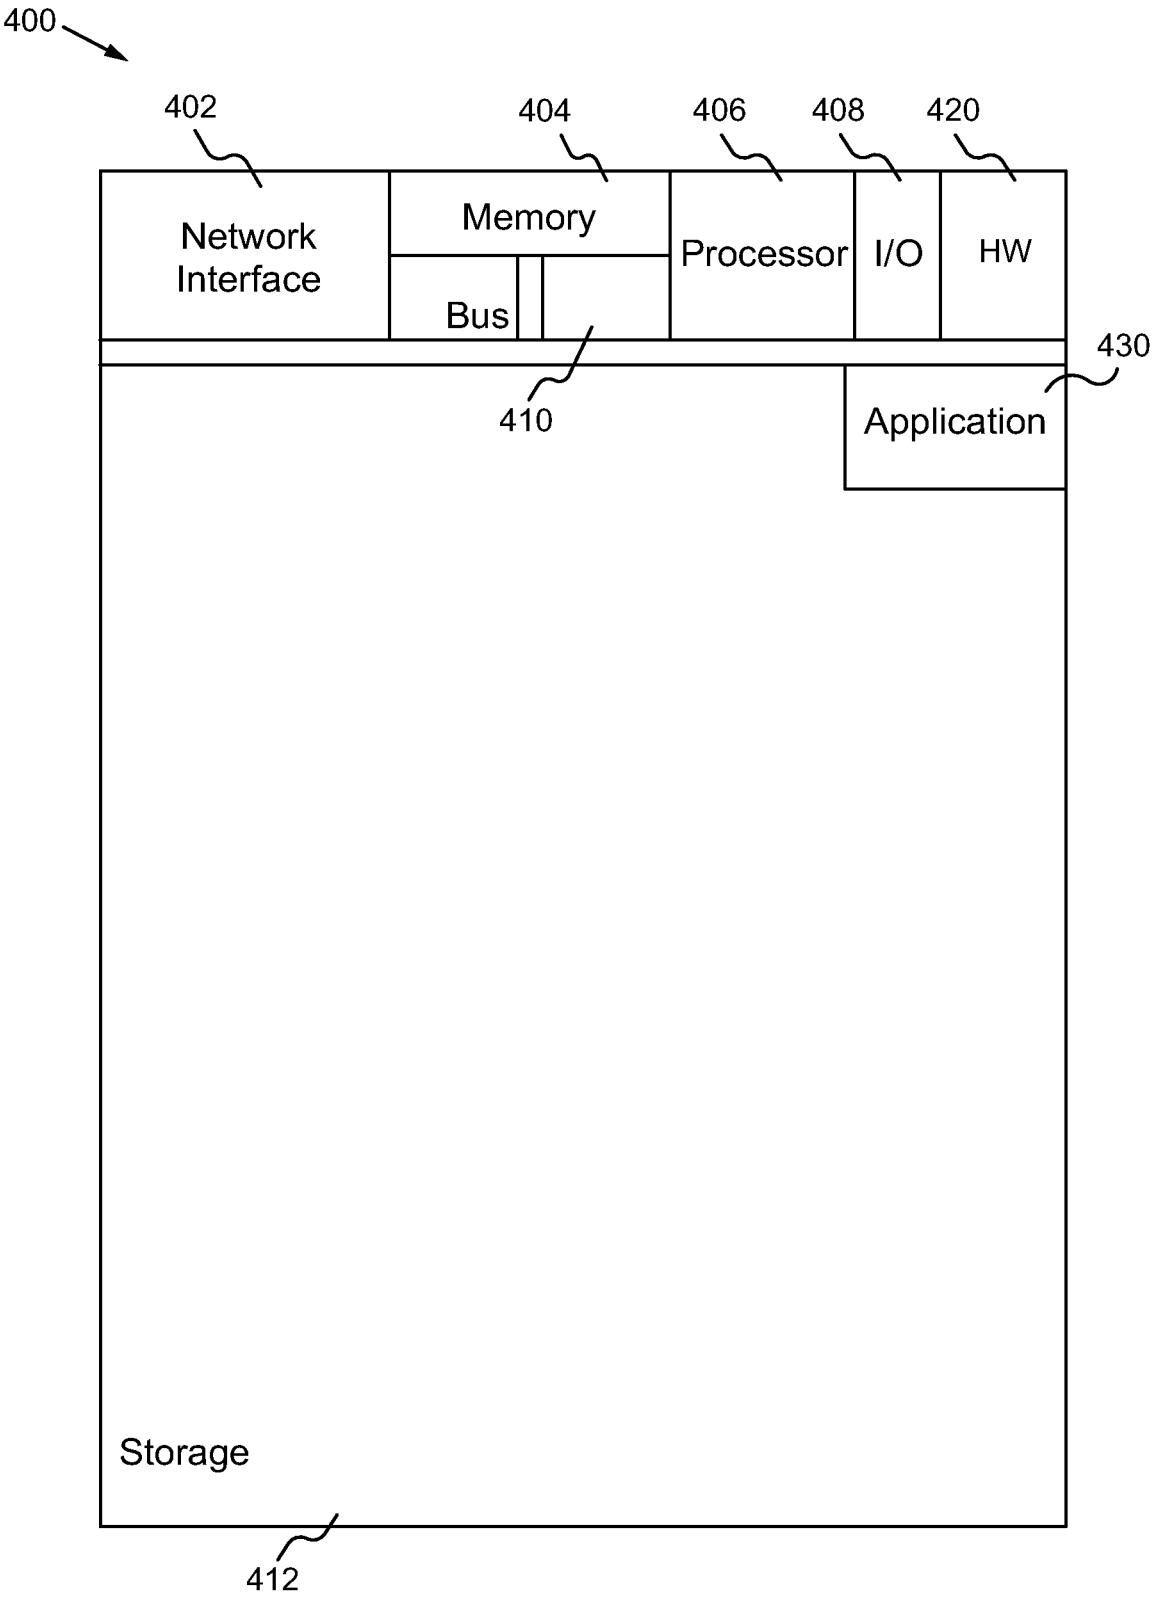 400
402
404
406
408
420
Network
Interface
Memory
Processor
I/O
HW
Bus
430
410
Application
Storage
412